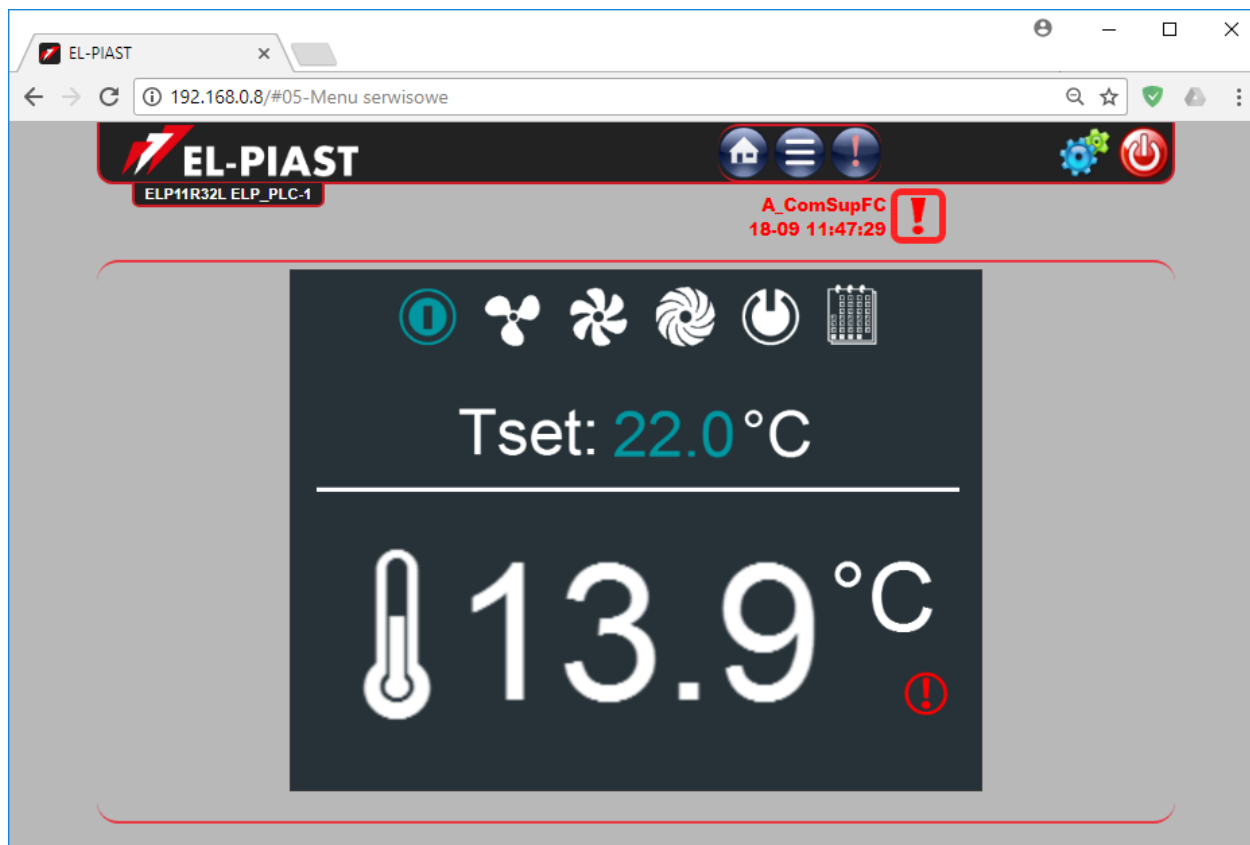 EL-PIAST
192.168.0.8/#05-Menu serwisowe
EL-PIAST
ELP11R32L ELP_PLC-1
A_ComSupFC
18-09 11:47:29
Tset: 22.0°C
13.9°C